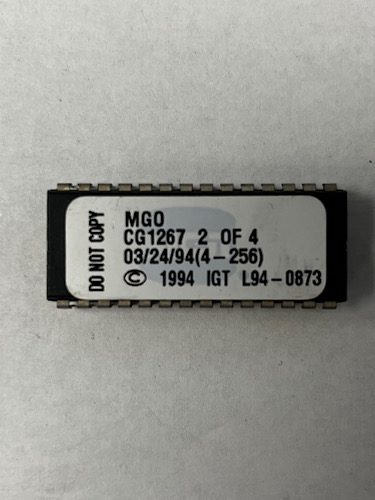 DO NOT COPY
MGO
CG1267 2 OF 4
03/24/94(4-256)
© 1994 IGT L94-0873